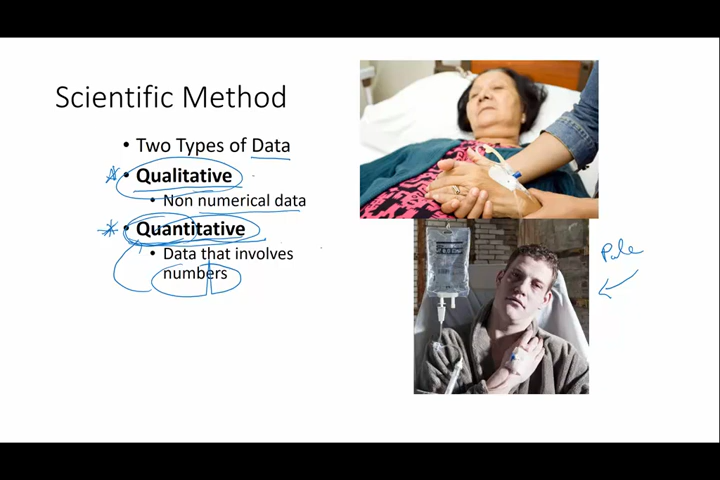 Scientific Method
• Two Types of Data
• Qualitative
• Non numerical data
• Quantitative
• Data that involves
numbers
Pale